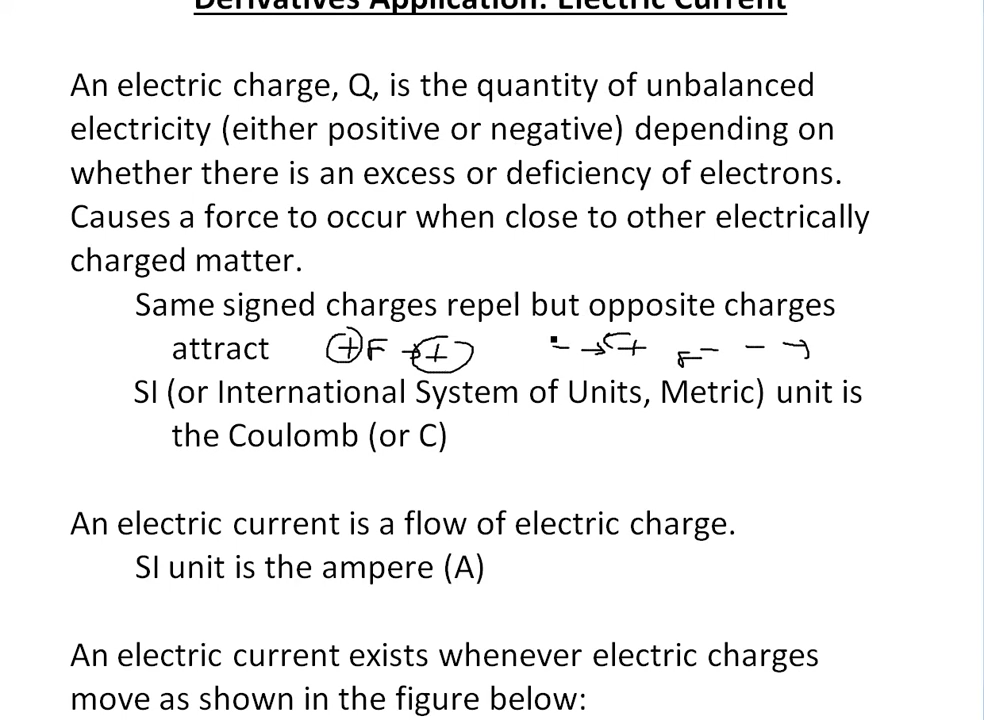 Derivatives Application: Electric Current
An electric charge, Q, is the quantity of unbalanced
electricity (either positive or negative) depending on
whether there is an excess or deficiency of electrons.
Causes a force to occur when close to other electrically
charged matter.
Same signed charges repel but opposite charges
attract
SI (or International System of Units, Metric) unit is
the Coulomb (or C)
An electric current is a flow of electric charge.
SI unit is the ampere (A)
An electric current exists whenever electric charges
move as shown in the figure below: